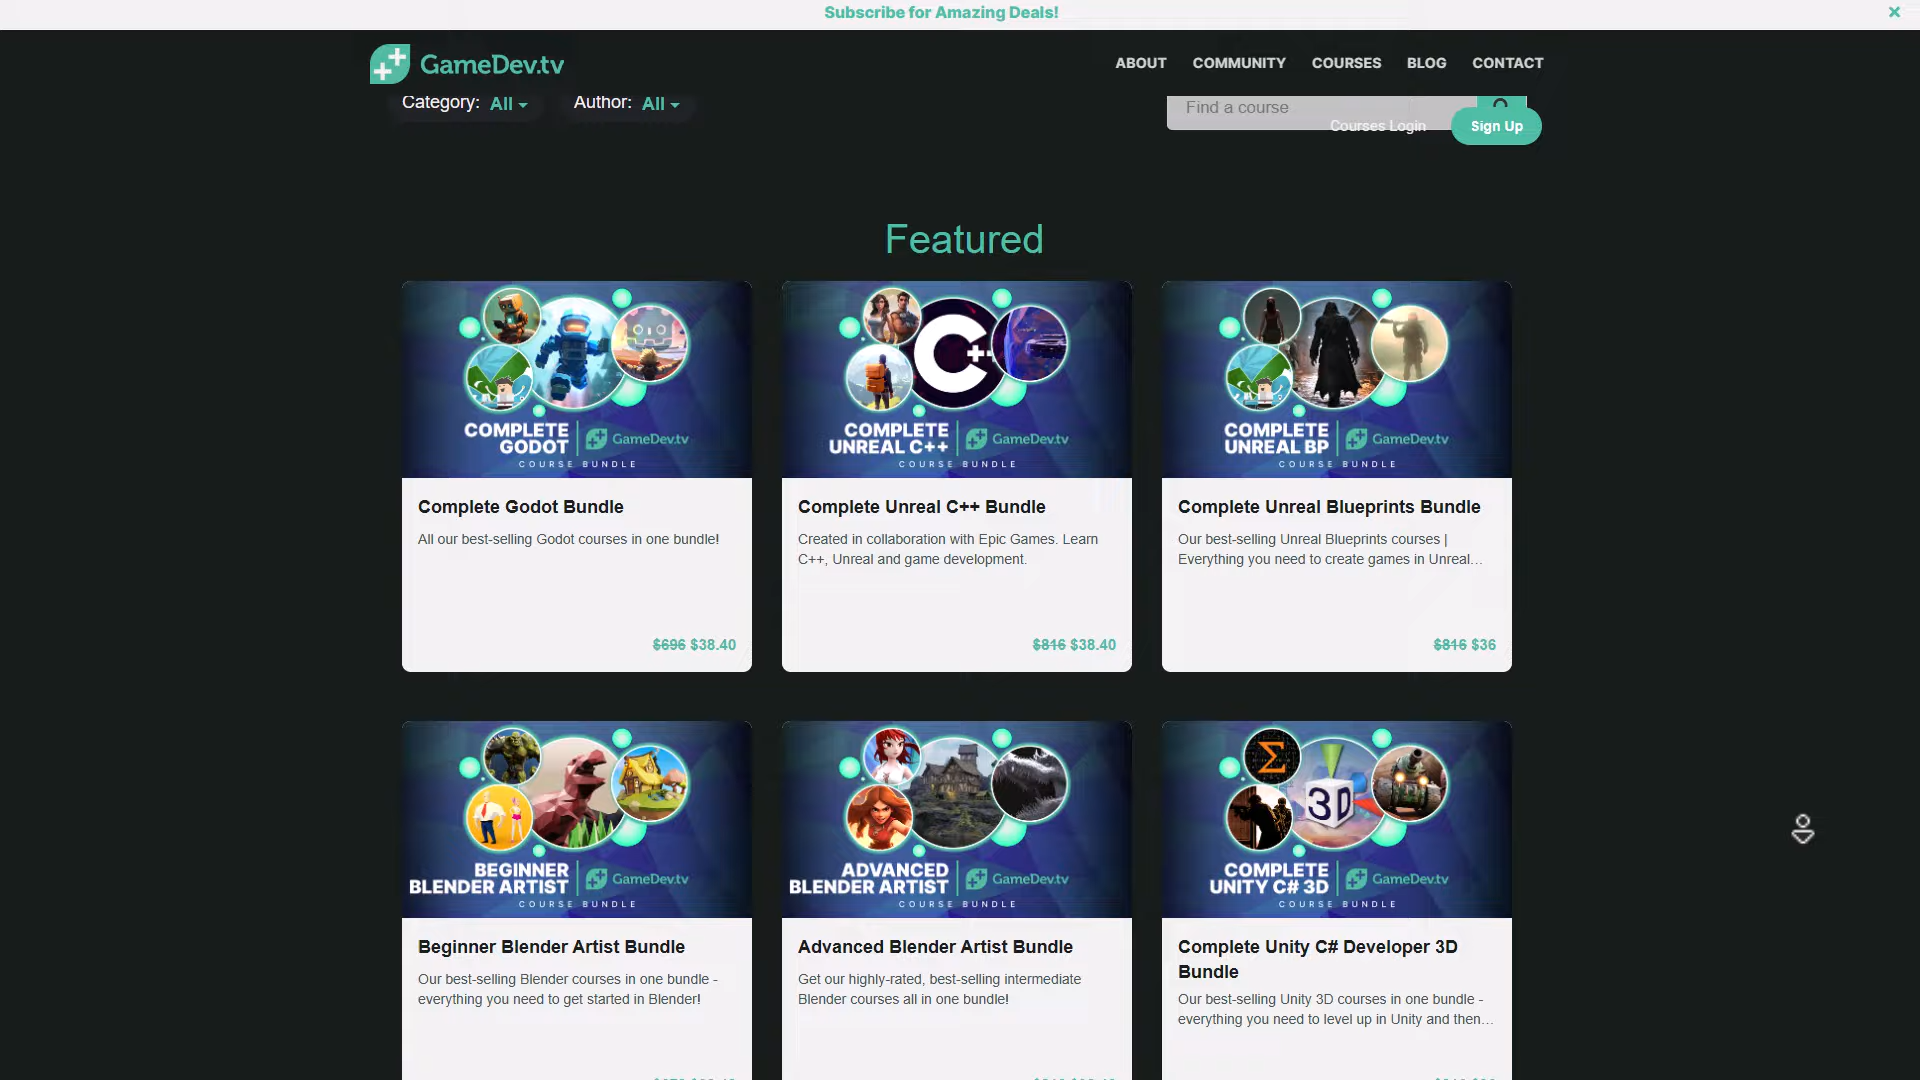 Subscribe for Amazing Deals!
GameDev.tv
ABOUT COMMUNITY COURSES BLOG CONTACT
Category: All
Author: All
Find a course
Courses Login
Sign Up
Featured
COMPLETE
GODOT
GameDev.tv
COURSE BUNDLE
Complete Godot Bundle
All our best-selling Godot courses in one bundle!
$696 $38.40
C++
COMPLETE
UNREAL C++
GameDev.tv
COURSE BUNDLE
Complete Unreal C++ Bundle
Created in collaboration with Epic Games. Learn
C++, Unreal and game development.
$816 $38.40
COMPLETE
UNREAL BP
GameDev.tv
COURSE BUNDLE
Complete Unreal Blueprints Bundle
Our best-selling Unreal Blueprints courses |
Everything you need to create games in Unreal…
$816 $36
BEGINNER
BLENDER ARTIST
GameDev.tv
COURSE BUNDLE
Beginner Blender Artist Bundle
Our best-selling Blender courses in one bundle -
everything you need to get started in Blender!
ADVANCED
BLENDER ARTIST
GameDev.tv
COURSE BUNDLE
Advanced Blender Artist Bundle
Get our highly-rated, best-selling intermediate
Blender courses all in one bundle!
Σ
3D
COMPLETE
UNITY C# 3D
GameDev.tv
COURSE BUNDLE
Complete Unity C# Developer 3D
Bundle
Our best-selling Unity 3D courses in one bundle -
everything you need to level up in Unity and then…